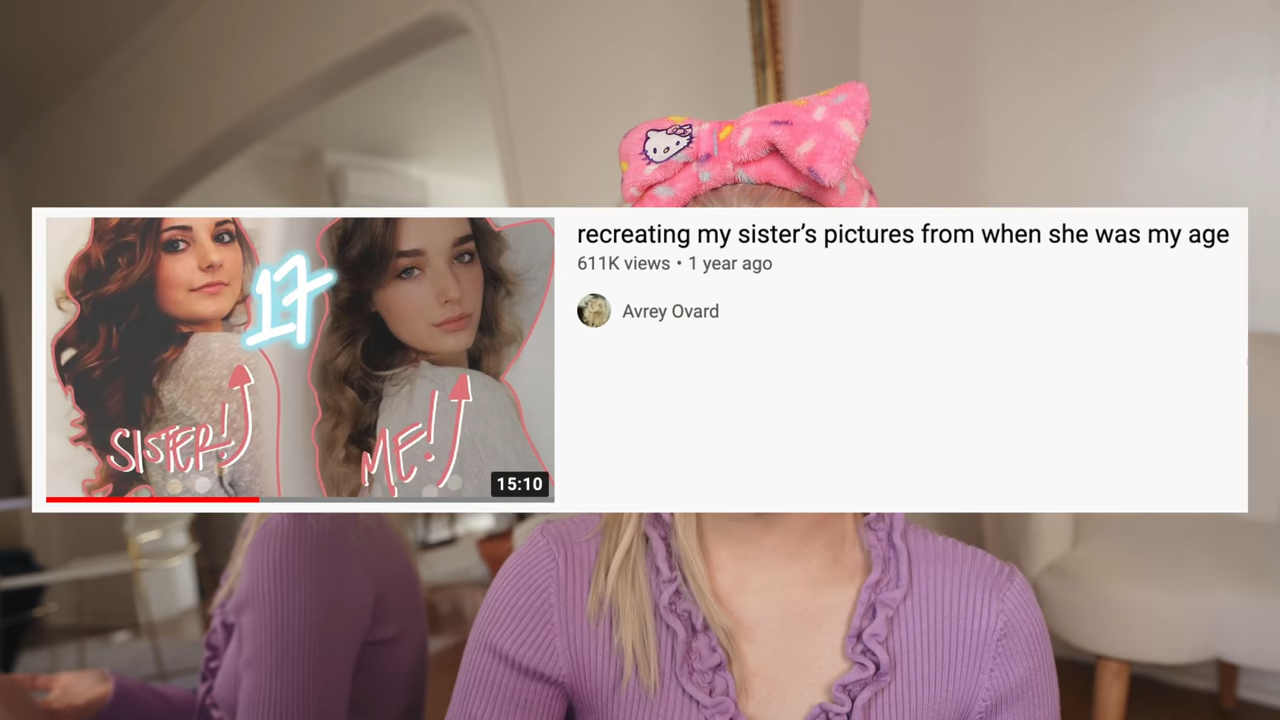 recreating my sister’s pictures from when she was my age
611K views • 1 year ago
Avrey Ovard
17
SISTER!
ME!
15:10